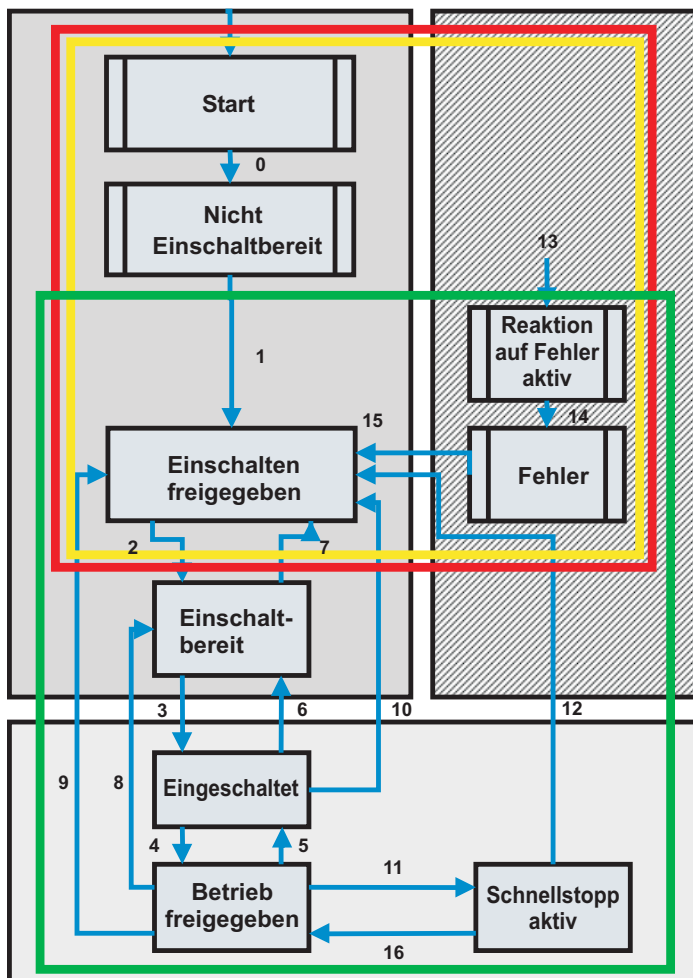 Start
0
Nicht
Einschaltbereit
13
Reaktion
auf Fehler
aktiv
1
15
14
Einschalten
freigegeben
Fehler
2
7
Einschalt-
bereit
3
6
10
12
9
8
Eingeschaltet
4
5
11
Betrieb
freigegeben
Schnellstopp
aktiv
16